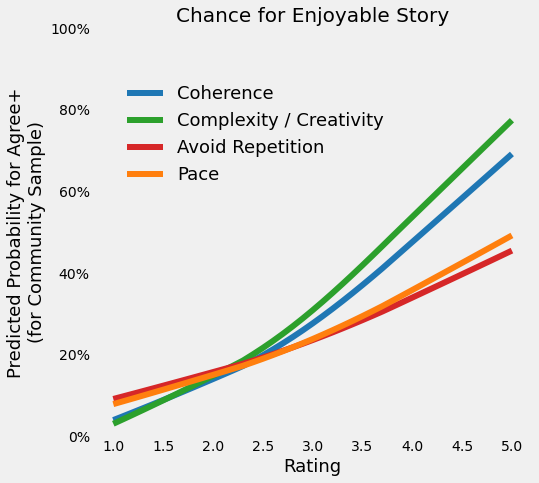 Chance for Enjoyable Story
100%
80%
60%
40%
20%
0%
Predicted Probability for Agree+
(for Community Sample)
Coherence
Complexity / Creativity
Avoid Repetition
Pace
1.0 1.5 2.0 2.5 3.0 3.5 4.0 4.5 5.0
Rating